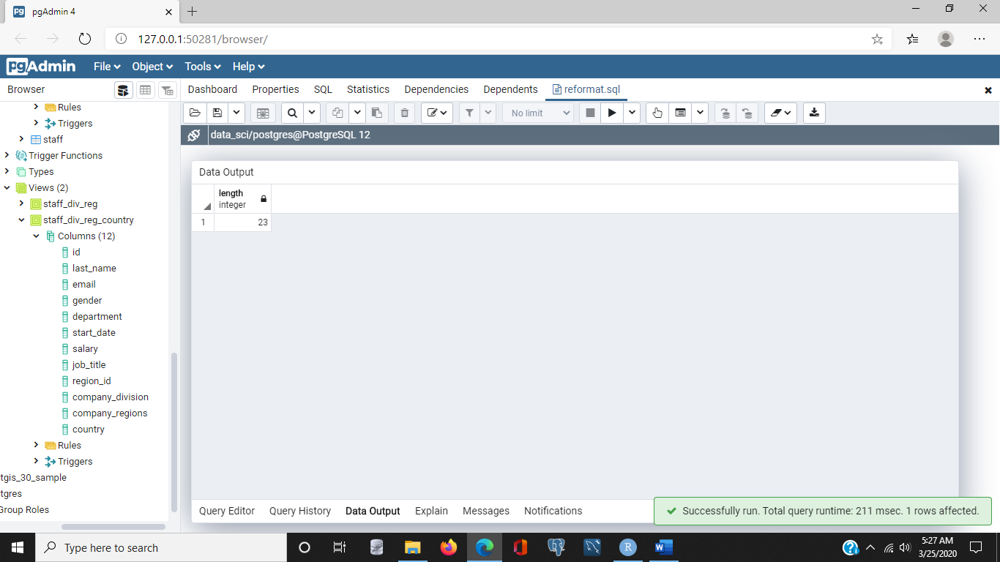 pgAdmin 4
127.0.0.1:50281/browser/
pgAdmin File Object Tools Help
Browser
Dashboard Properties SQL Statistics Dependencies Dependents reformat.sql
No limit
data_sci/postgres@PostgreSQL 12
Rules
Triggers
staff
Trigger Functions
Types
Views (2)
staff_div_reg
staff_div_reg_country
Columns (12)
id
last_name
email
gender
department
start_date
salary
job_title
region_id
company_division
company_regions
country
Rules
Triggers
tgis_30_sample
tgres
Group Roles
Data Output
length
integer
1 23
Query Editor Query History Data Output Explain Messages Notifications
Successfully run. Total query runtime: 211 msec. 1 rows affected.
Type here to search
R
W
5:27 AM
3/25/2020